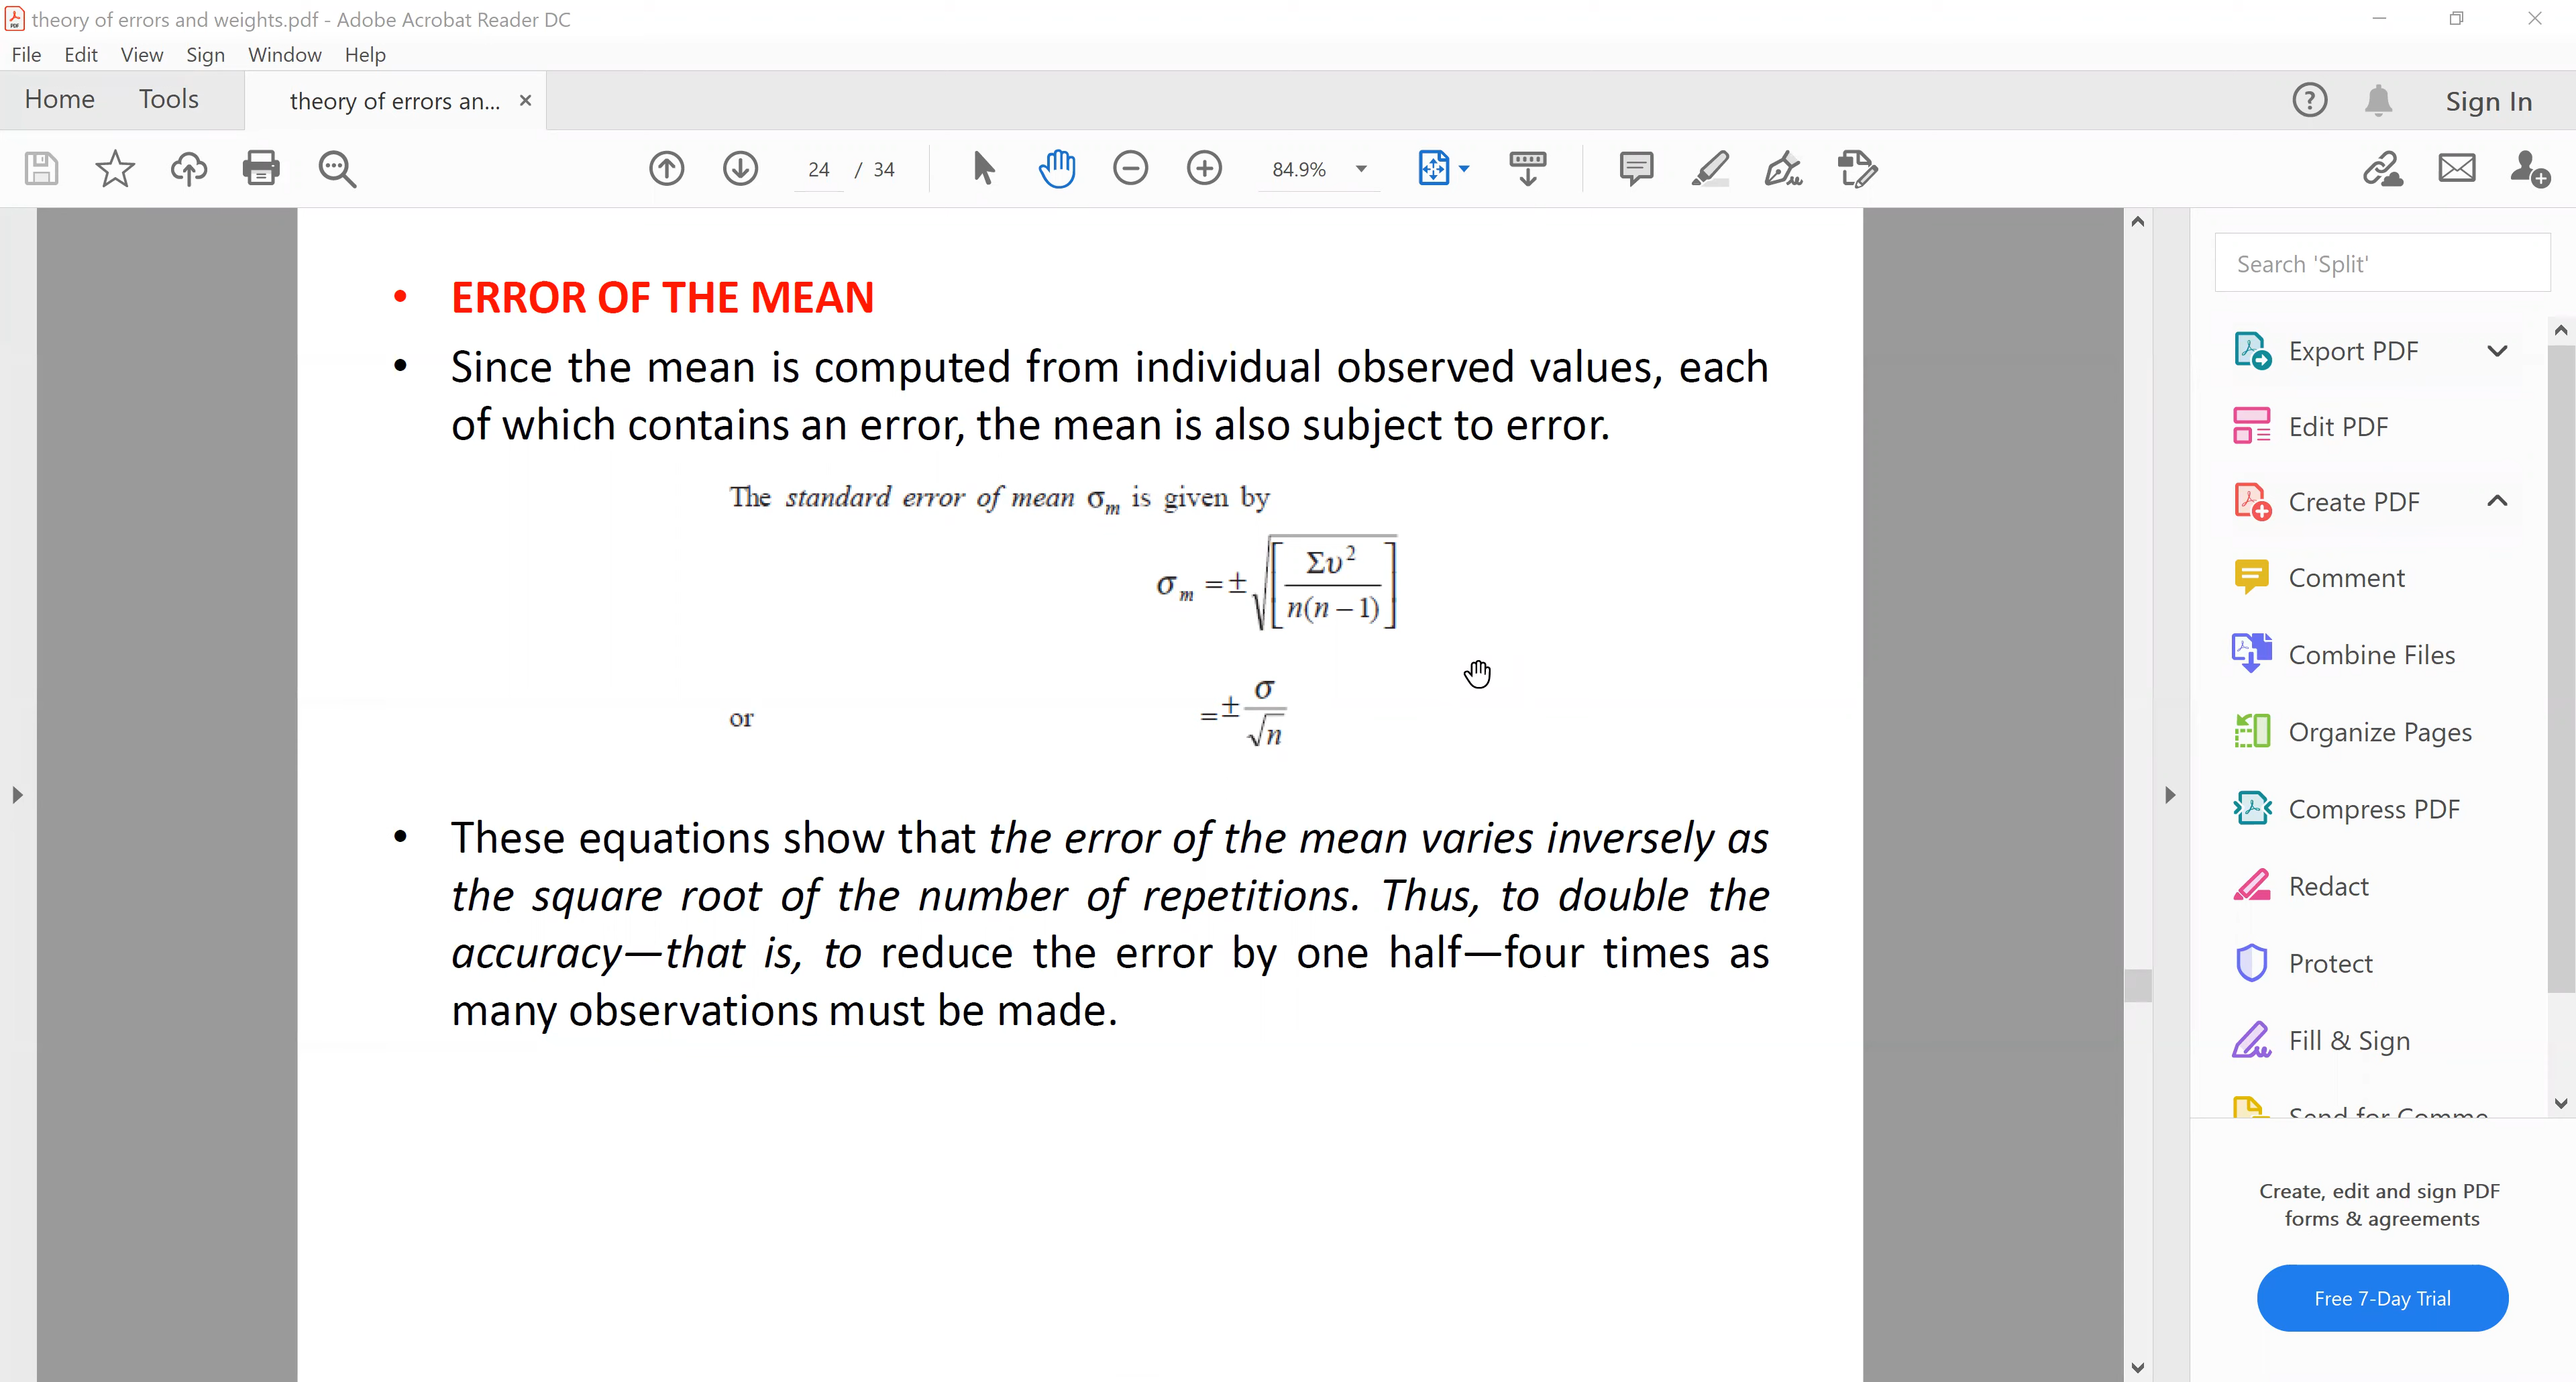 theory of errors and weights.pdf - Adobe Acrobat Reader DC
File Edit View Sign Window Help
Home Tools theory of errors an... Sign In
24 / 34 84.9%
• ERROR OF THE MEAN
• Since the mean is computed from individual observed values, each
of which contains an error, the mean is also subject to error.
The standard error of mean σₘ is given by
σₘ = ± √[Συ² / n(n – 1)]
or = ± σ / √n
• These equations show that the error of the mean varies inversely as
the square root of the number of repetitions. Thus, to double the
accuracy—that is, to reduce the error by one half—four times as
many observations must be made.
Search 'Split'
Export PDF
Edit PDF
Create PDF
Comment
Combine Files
Organize Pages
Compress PDF
Redact
Protect
Fill & Sign
Create, edit and sign PDF
forms & agreements
Free 7-Day Trial